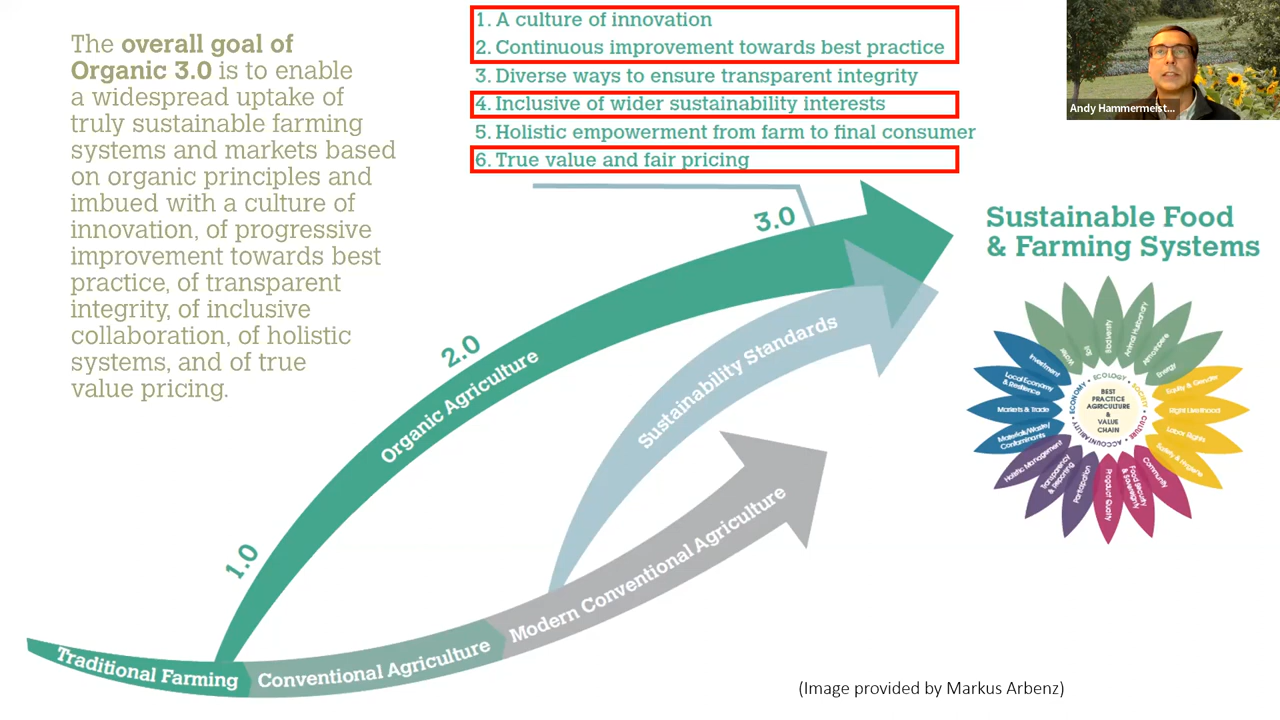 The overall goal of
Organic 3.0 is to enable
a widespread uptake of
truly sustainable farming
systems and markets based
on organic principles and
imbued with a culture of
innovation, of progressive
improvement towards best
practice, of transparent
integrity, of inclusive
collaboration, of holistic
systems, and of true
value pricing.
1. A culture of innovation
2. Continuous improvement towards best practice
3. Diverse ways to ensure transparent integrity
4. Inclusive of wider sustainability interests
5. Holistic empowerment from farm to final consumer
6. True value and fair pricing
Andy Hammermeist...
3.0
2.0
1.0
Organic Agriculture
Sustainability Standards
Modern Conventional Agriculture
Conventional Agriculture
Traditional Farming
Sustainable Food
& Farming Systems
Water
Soil
Biodiversity
Animal Husbandry
Atmosphere
Energy
Equity & Gender
Right Livelihood
Labor Rights
Safety & Hygiene
Community
Food Security
& Sovereignty
Product Quality
Participation
Transparency
& Reporting
Holistic Management
Materials/Waste/
Contaminants
Markets & Trade
Local Economy
& Resilience
Investment
ECOLOGY • SOCIETY • CULTURE • ACCOUNTABILITY • ECONOMY •
BEST
PRACTICE
AGRICULTURE
&
VALUE
CHAIN
(Image provided by Markus Arbenz)